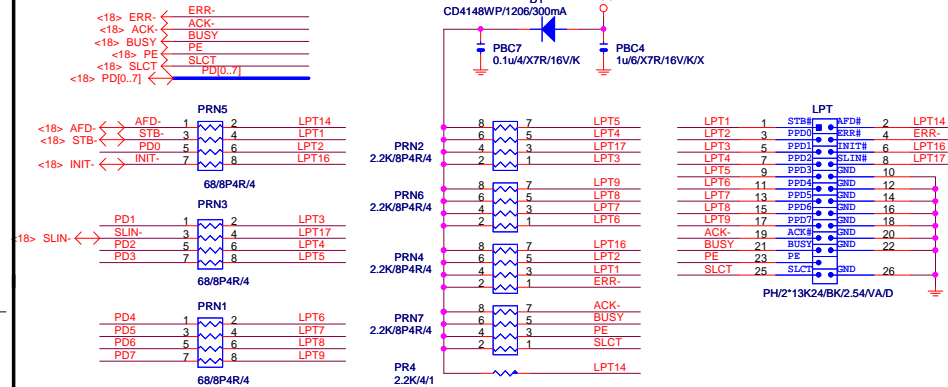 <18> ERR- ERR-
<18> ACK- ACK-
<18> BUSY BUSY
<18> PE PE
<18> SLCT SLCT
<18> PD[0..7] PD[0..7]
PRN5
<18> AFD- AFD- 1 2 LPT14
<18> STB- STB- 3 4 LPT1
PD0 5 6 LPT2
<18> INIT- INIT- 7 8 LPT16
68/8P4R/4
PRN3
PD1 1 2 LPT3
18> SLIN- SLIN- 3 4 LPT17
PD2 5 6 LPT4
PD3 7 8 LPT5
68/8P4R/4
PRN1
PD4 1 2 LPT6
PD5 3 4 LPT7
PD6 5 6 LPT8
PD7 7 8 LPT9
68/8P4R/4
CD4148WP/1206/300mA
PBC7
0.1u/4/X7R/16V/K
PBC4
1u/6/X7R/16V/K/X
PRN2
2.2K/8P4R/4
8 7 LPT5
6 5 LPT4
4 3 LPT17
2 1 LPT3
PRN6
2.2K/8P4R/4
8 7 LPT9
6 5 LPT8
4 3 LPT7
2 1 LPT6
PRN4
2.2K/8P4R/4
8 7 LPT16
6 5 LPT2
4 3 LPT1
2 1 ERR-
PRN7
2.2K/8P4R/4
8 7 ACK-
6 5 BUSY
4 3 PE
2 1 SLCT
PR4
2.2K/4/1
LPT14
LPT
LPT1 1 STB# AFD# 2 LPT14
LPT2 3 PPD0 ERR# 4 ERR-
LPT3 5 PPD1 INIT# 6 LPT16
LPT4 7 PPD2 SLIN# 8 LPT17
LPT5 9 PPD3 GND 10
LPT6 11 PPD4 GND 12
LPT7 13 PPD5 GND 14
LPT8 15 PPD6 GND 16
LPT9 17 PPD7 GND 18
ACK- 19 ACK# GND 20
BUSY 21 BUSY GND 22
PE 23 PE
SLCT 25 SLCT GND 26
PH/2*13K24/BK/2.54/VA/D